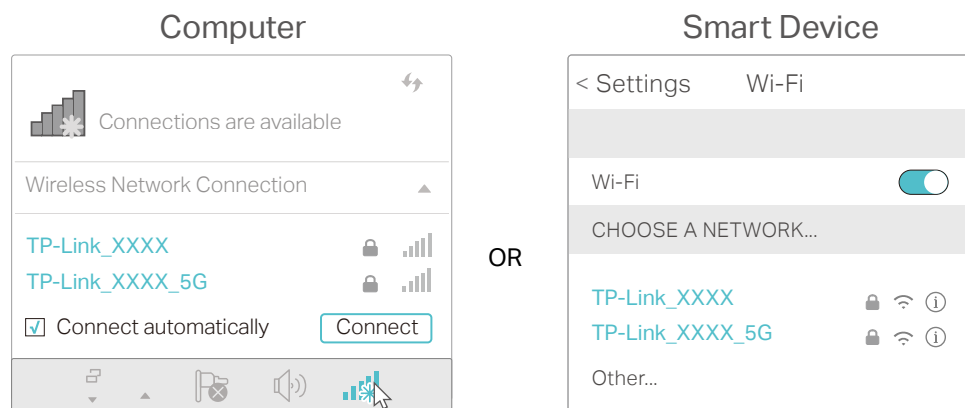 Computer
Connections are available
Wireless Network Connection
TP-Link_XXXX
TP-Link_XXXX_5G
Connect automatically
Connect
OR
Smart Device
< Settings Wi-Fi
Wi-Fi
CHOOSE A NETWORK...
TP-Link_XXXX
TP-Link_XXXX_5G
Other...